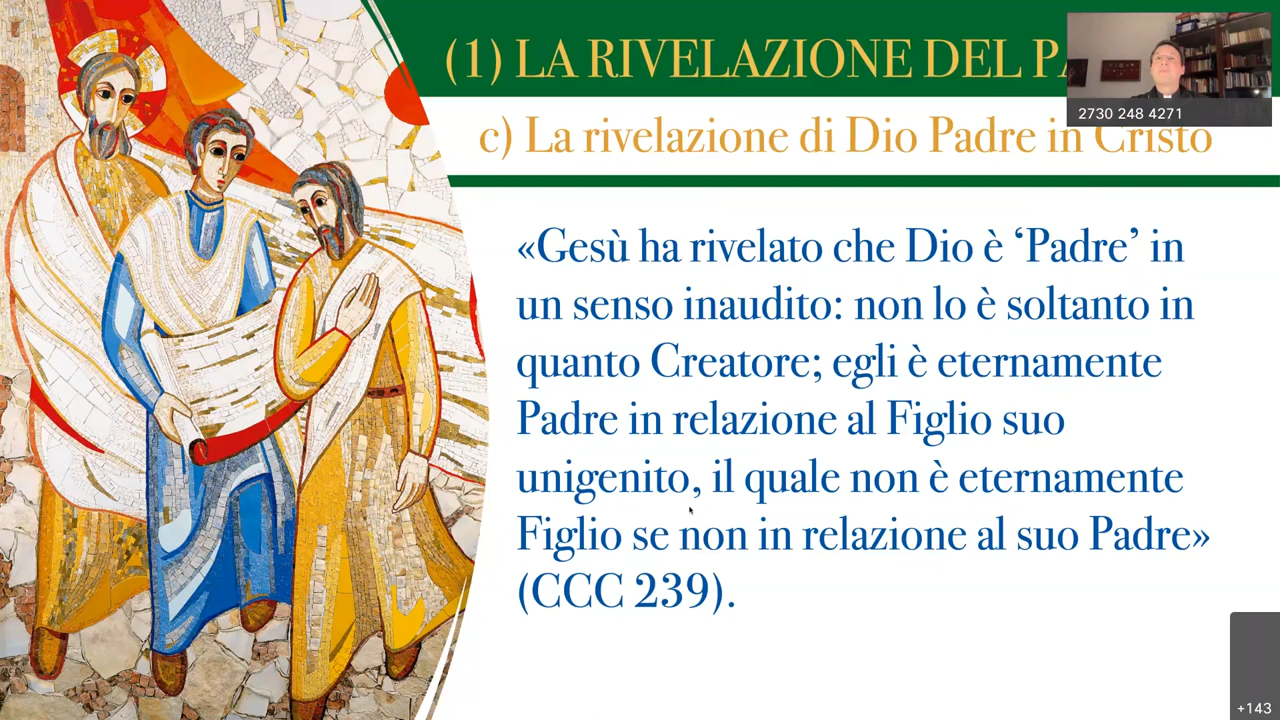 (1) LA RIVELAZIONE DEL
2730 248 4271
c) La rivelazione di Dio Padre in Cristo
«Gesù ha rivelato che Dio è ‘Padre’ in
un senso inaudito: non lo è soltanto in
quanto Creatore; egli è eternamente
Padre in relazione al Figlio suo
unigenito, il quale non è eternamente
Figlio se non in relazione al suo Padre»
(CCC 239).
+143